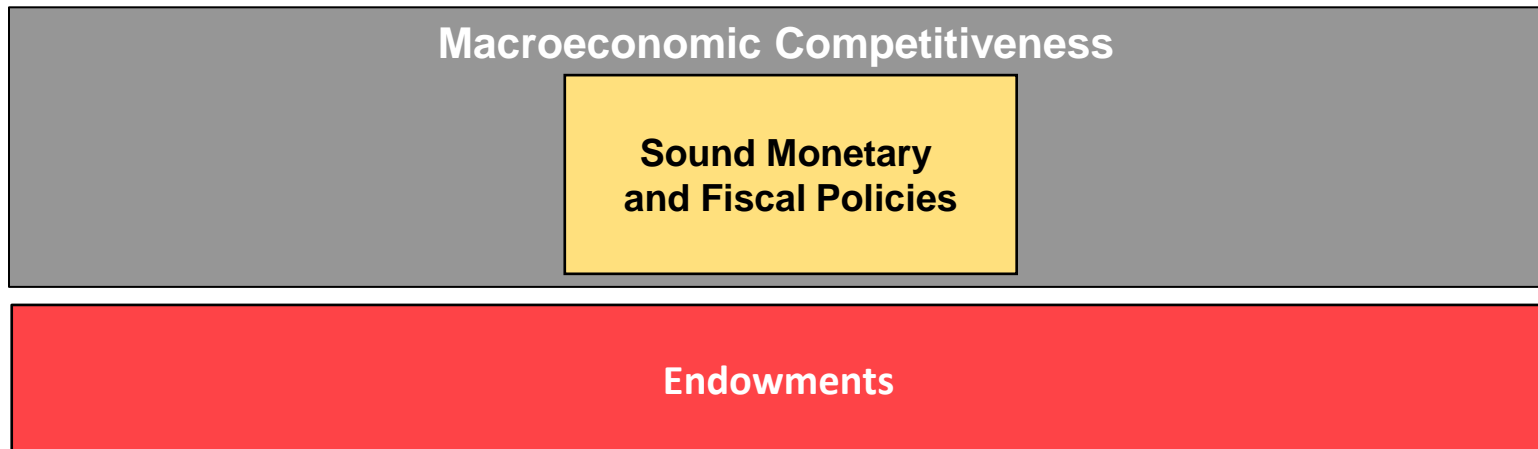 Macroeconomic Competitiveness
Sound Monetary
and Fiscal Policies
Endowments